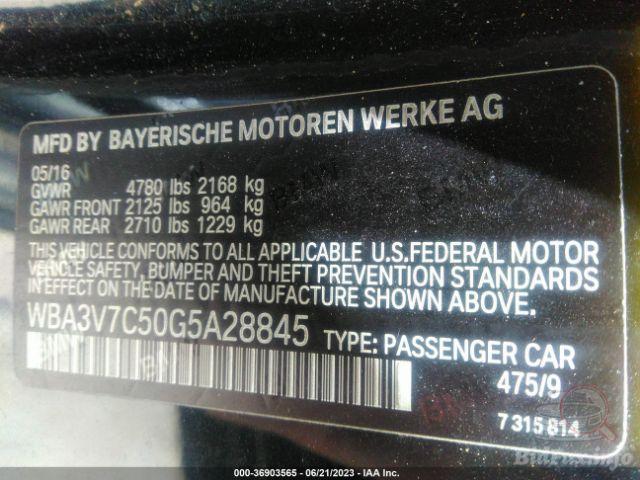 MFD BY BAYERISCHE MOTOREN WERKE AG
05/16
GVWR 4780 lbs 2168 kg
GAWR FRONT 2125 lbs 964 kg
GAWR REAR 2710 lbs 1229 kg
THIS VEHICLE CONFORMS TO ALL APPLICABLE U.S.FEDERAL MOTOR
VEHICLE SAFETY, BUMPER AND THEFT PREVENTION STANDARDS
IN EFFECT ON THE DATE OF MANUFACTURE SHOWN ABOVE.
WBA3V7C50G5A28845 TYPE: PASSENGER CAR
475/9
7 315 814
BidFax.info
000-36903565 - 06/21/2023 - IAA Inc.